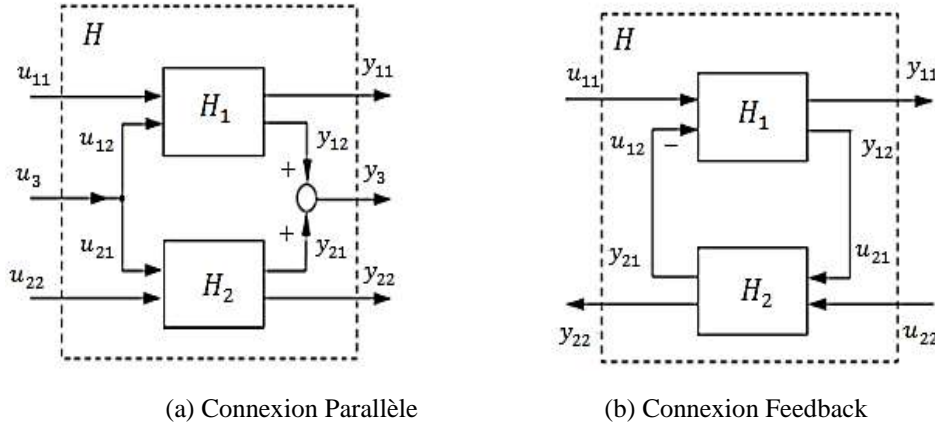 H
u₁₁
y₁₁
H₁
u₁₂
y₁₂
+
u₃
y₃
+
u₂₁
y₂₁
u₂₂
H₂
y₂₂
(a) Connexion Parallèle
H
u₁₁
y₁₁
H₁
u₁₂
−
y₁₂
y₂₁
u₂₁
H₂
y₂₂
u₂₂
(b) Connexion Feedback